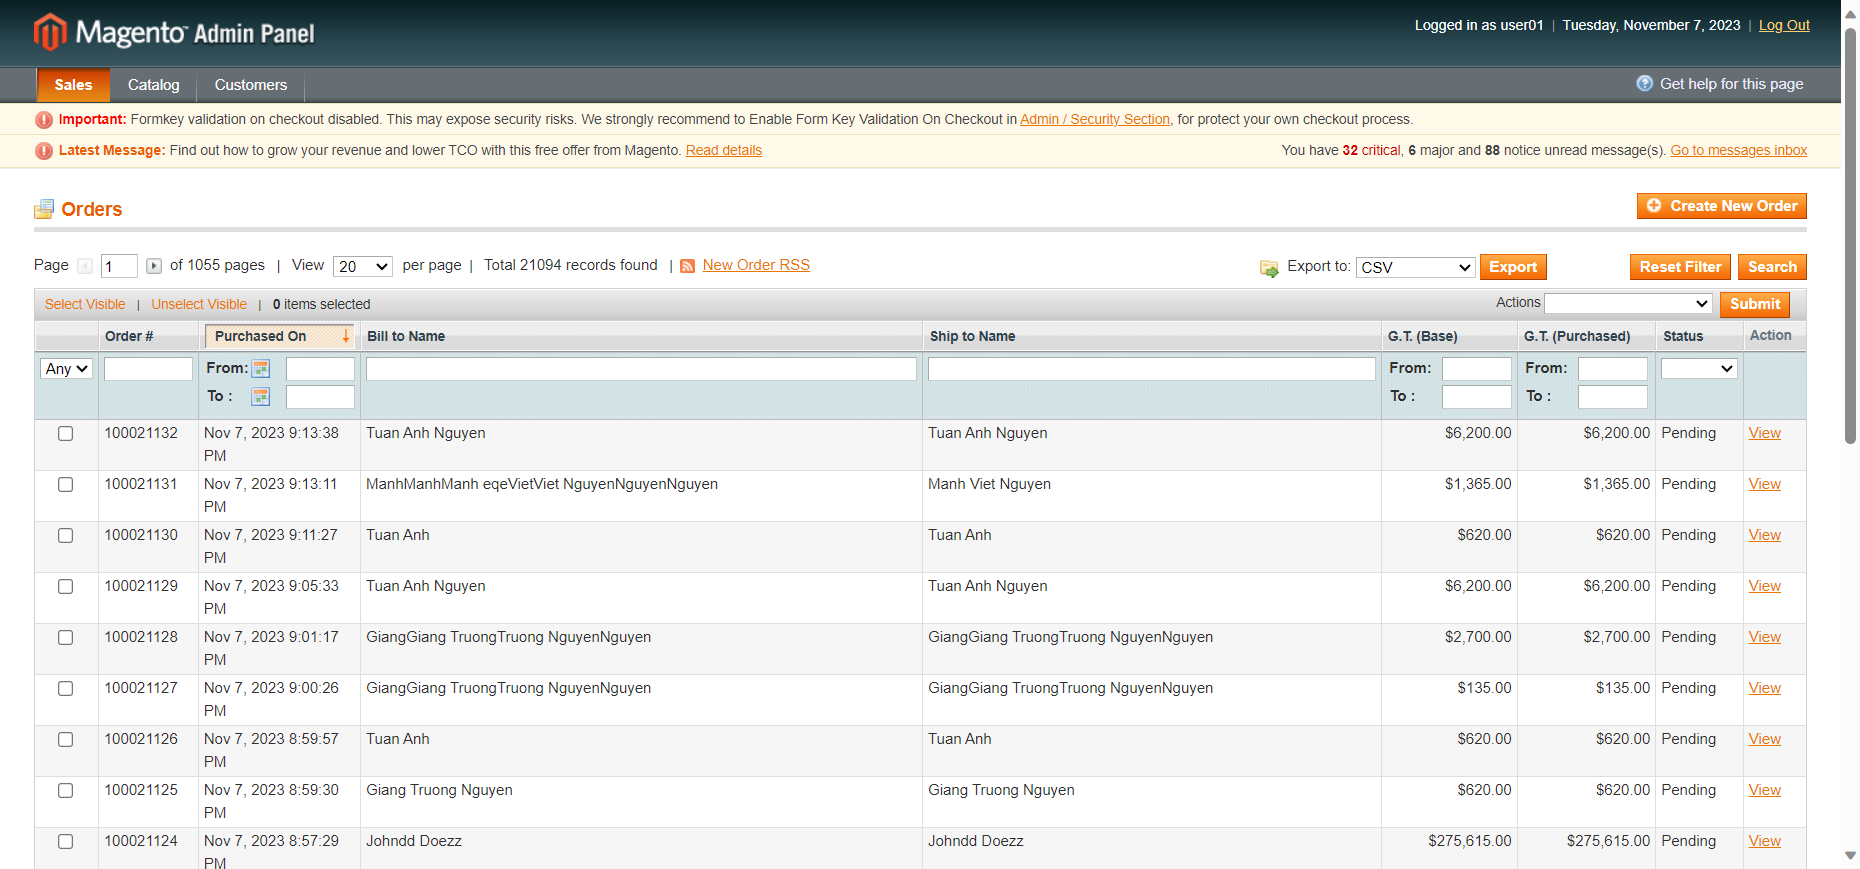 Magento Admin Panel
Logged in as user01 | Tuesday, November 7, 2023 | Log Out
Sales Catalog Customers Get help for this page
Important: Formkey validation on checkout disabled. This may expose security risks. We strongly recommend to Enable Form Key Validation On Checkout in Admin / Security Section, for protect your own checkout process.
Latest Message: Find out how to grow your revenue and lower TCO with this free offer from Magento. Read details You have 32 critical, 6 major and 88 notice unread message(s). Go to messages inbox
Orders Create New Order
Page 1 of 1055 pages | View 20 per page | Total 21094 records found | New Order RSS Export to: CSV Export Reset Filter Search
Select Visible | Unselect Visible | 0 items selected Actions Submit
Order # Purchased On Bill to Name Ship to Name G.T. (Base) G.T. (Purchased) Status Action
Any From: From: From:
To : To : To :
100021132 Nov 7, 2023 9:13:38 Tuan Anh Nguyen Tuan Anh Nguyen $6,200.00 $6,200.00 Pending View
PM
100021131 Nov 7, 2023 9:13:11 ManhManhManh eqeVietViet NguyenNguyenNguyen Manh Viet Nguyen $1,365.00 $1,365.00 Pending View
PM
100021130 Nov 7, 2023 9:11:27 Tuan Anh Tuan Anh $620.00 $620.00 Pending View
PM
100021129 Nov 7, 2023 9:05:33 Tuan Anh Nguyen Tuan Anh Nguyen $6,200.00 $6,200.00 Pending View
PM
100021128 Nov 7, 2023 9:01:17 GiangGiang TruongTruong NguyenNguyen GiangGiang TruongTruong NguyenNguyen $2,700.00 $2,700.00 Pending View
PM
100021127 Nov 7, 2023 9:00:26 GiangGiang TruongTruong NguyenNguyen GiangGiang TruongTruong NguyenNguyen $135.00 $135.00 Pending View
PM
100021126 Nov 7, 2023 8:59:57 Tuan Anh Tuan Anh $620.00 $620.00 Pending View
PM
100021125 Nov 7, 2023 8:59:30 Giang Truong Nguyen Giang Truong Nguyen $620.00 $620.00 Pending View
PM
100021124 Nov 7, 2023 8:57:29 Johndd Doezz Johndd Doezz $275,615.00 $275,615.00 Pending View
PM